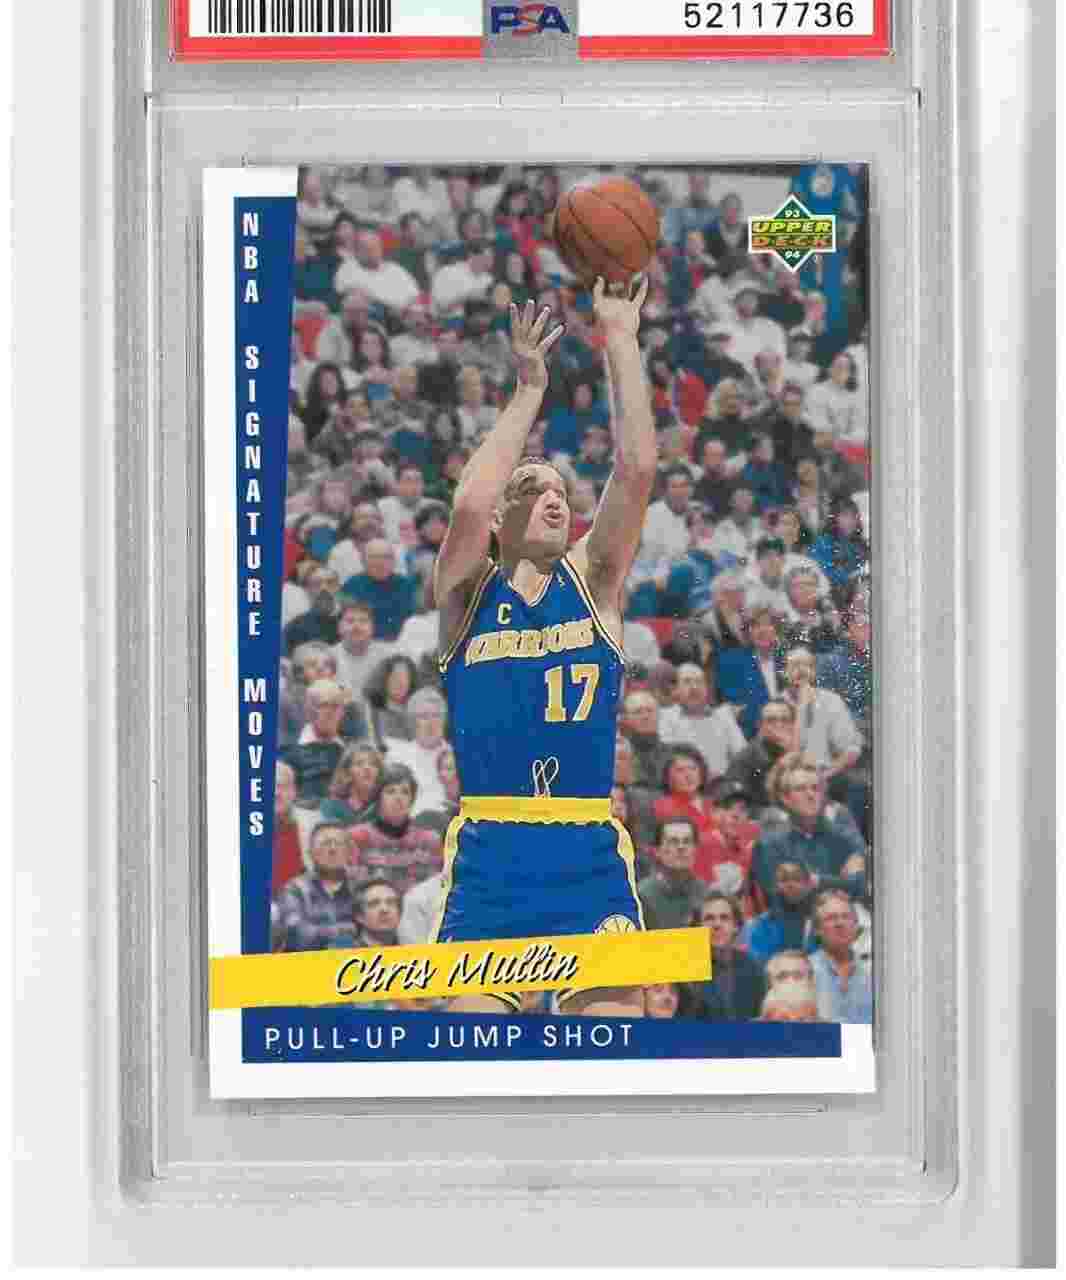 PSA
52117736
NBA SIGNATURE MOVES
93
UPPER
DECK
94
C
WARRIORS
17
Chris Mullin
PULL-UP JUMP SHOT